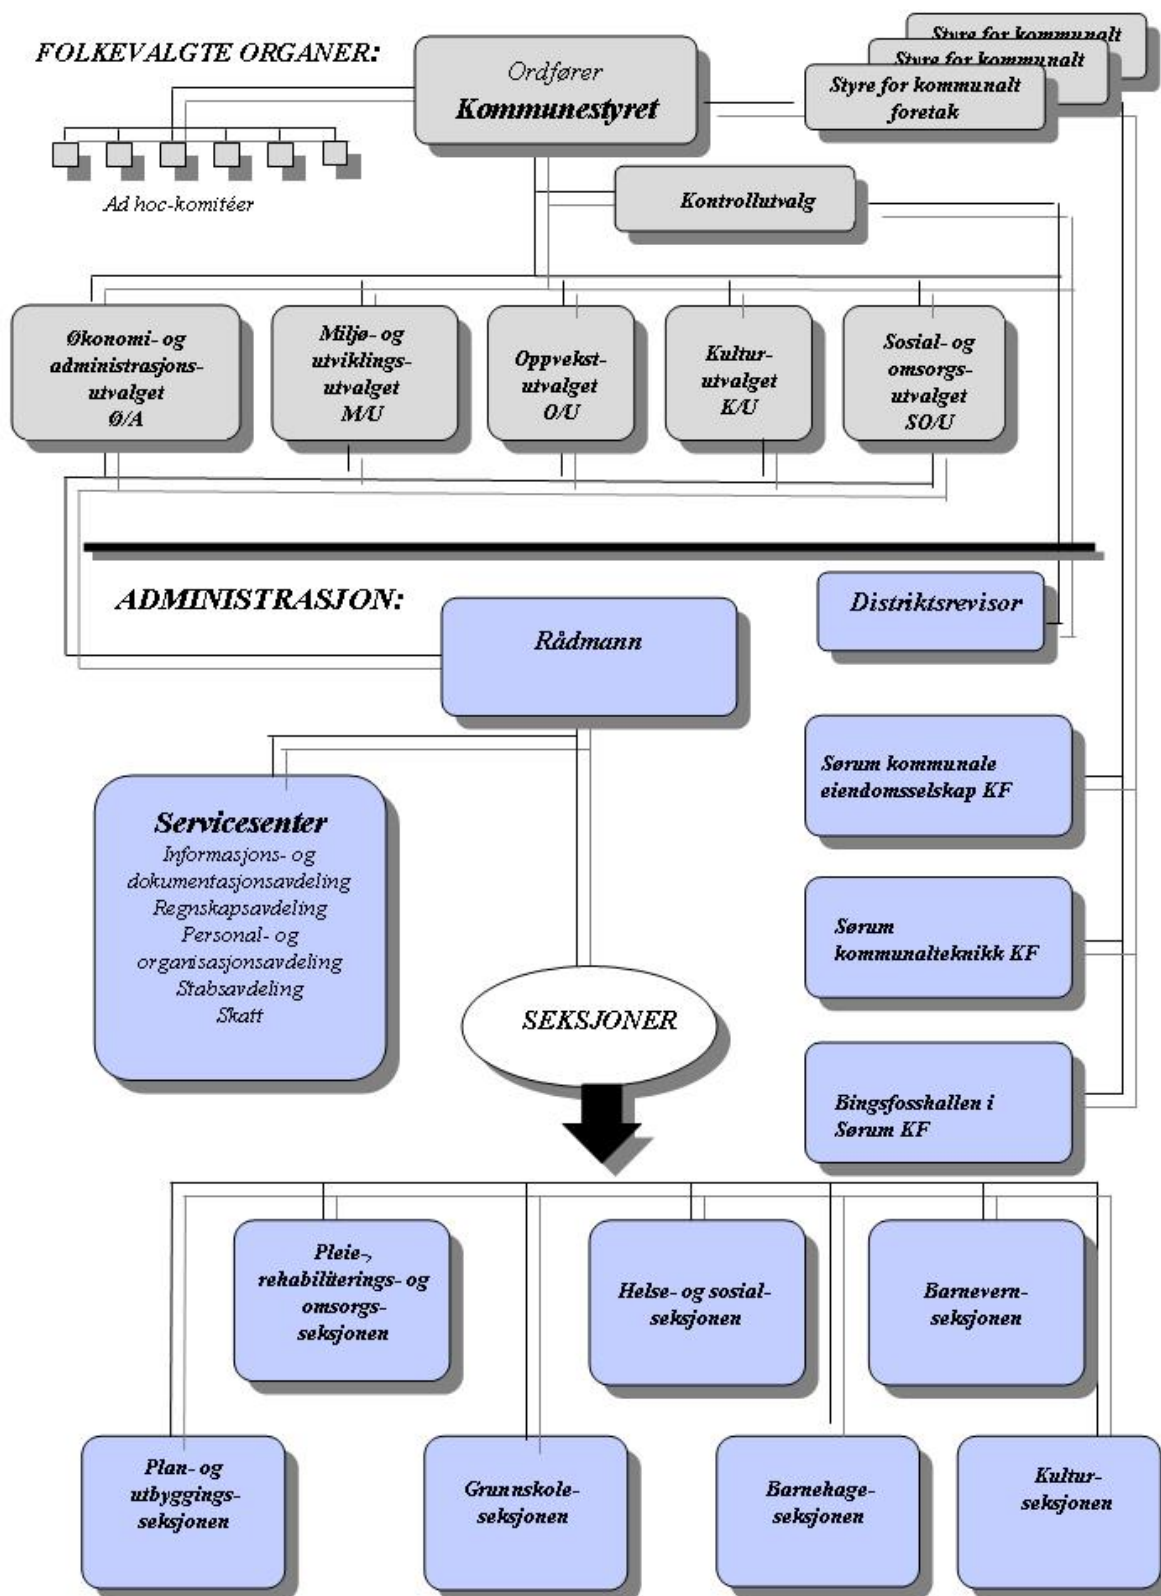 FOLKEVALGTE ORGANER:
Ordfører
Kommunestyret
Styre for kommunalt
Styre for kommunalt
Styre for kommunalt
foretak
Ad hoc-komitéer
Kontrollutvalg
Økonomi- og
administrasjons-
utvalget
Ø/A
Miljø- og
utviklings-
utvalget
M/U
Oppvekst-
utvalget
O/U
Kultur-
utvalget
K/U
Sosial- og
omsorgs-
utvalget
SO/U
ADMINISTRASJON:
Rådmann
Distriktsrevisor
Sørum kommunale
eiendomsselskap KF
Servicesenter
Informasjons- og
dokumentasjonsavdeling
Regnskapsavdeling
Personal- og
organisasjonsavdeling
Stabsavdeling
Skatt
Sørum
kommunalteknikk KF
SEKSJONER
Bingsfosshallen i
Sørum KF
Pleie-,
rehabiliterings- og
omsorgs-
seksjonen
Helse- og sosial-
seksjonen
Barnevern-
seksjonen
Plan- og
utbyggings-
seksjonen
Grunnskole-
seksjonen
Barnehage-
seksjonen
Kultur-
seksjonen